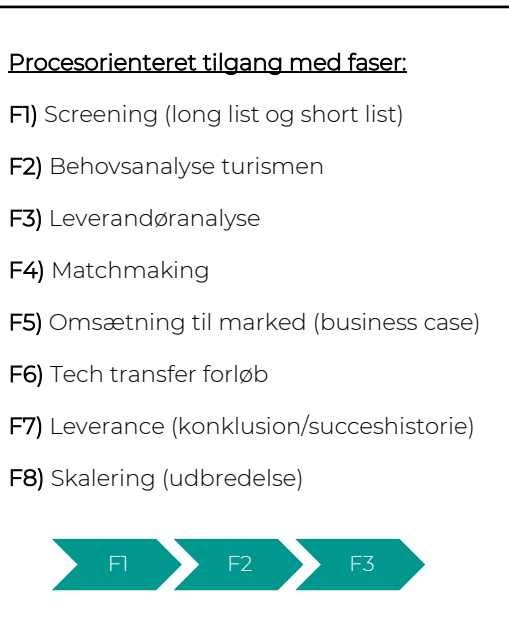 Procesorienteret tilgang med faser:
F1) Screening (long list og short list)
F2) Behovsanalyse turismen
F3) Leverandøranalyse
F4) Matchmaking
F5) Omsætning til marked (business case)
F6) Tech transfer forløb
F7) Leverance (konklusion/succeshistorie)
F8) Skalering (udbredelse)
F1 F2 F3